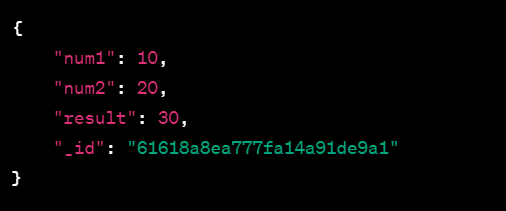 {
    "num1": 10,
    "num2": 20,
    "result": 30,
    "_id": "61618a8ea777fa14a91de9a1"
}